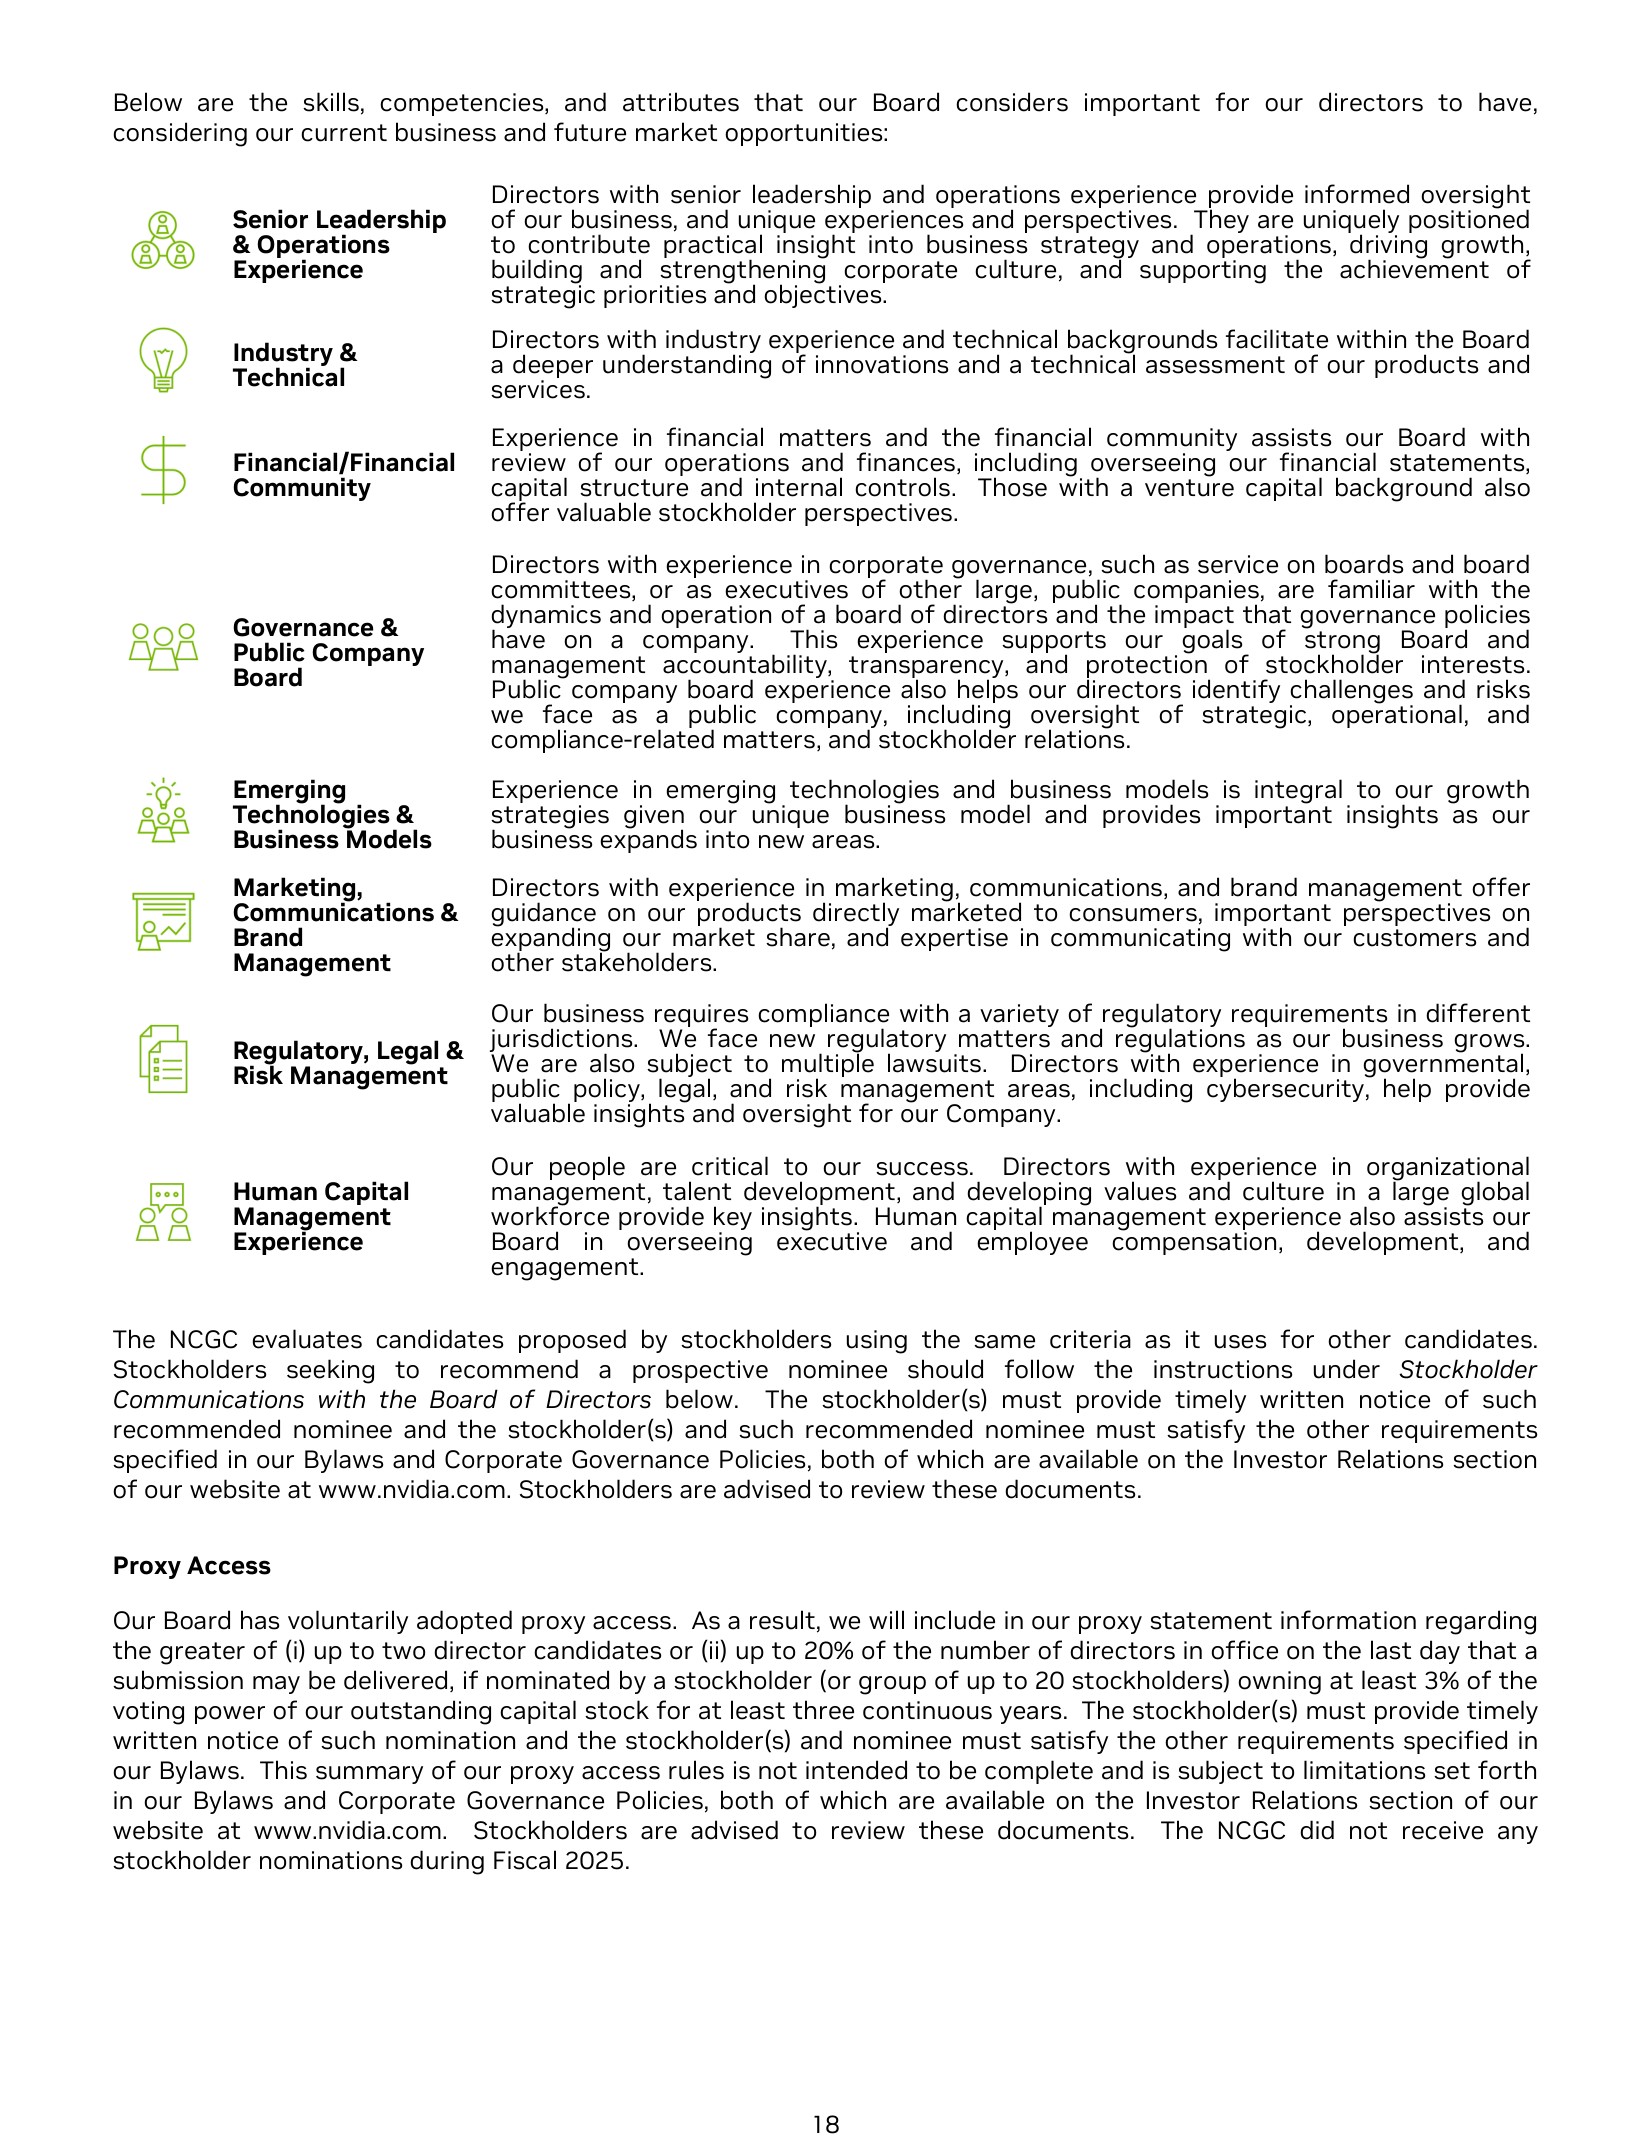 Below are the skills, competencies, and attributes that our Board considers important for our directors to have,
considering our current business and future market opportunities:
Senior Leadership
& Operations
Experience
Directors with senior leadership and operations experience provide informed oversight
of our business, and unique experiences and perspectives. They are uniquely positioned
to contribute practical insight into business strategy and operations, driving growth,
building and strengthening corporate culture, and supporting the achievement of
strategic priorities and objectives.
Industry &
Technical
Directors with industry experience and technical backgrounds facilitate within the Board
a deeper understanding of innovations and a technical assessment of our products and
services.
Financial/Financial
Community
Experience in financial matters and the financial community assists our Board with
review of our operations and finances, including overseeing our financial statements,
capital structure and internal controls. Those with a venture capital background also
offer valuable stockholder perspectives.
Governance &
Public Company
Board
Directors with experience in corporate governance, such as service on boards and board
committees, or as executives of other large, public companies, are familiar with the
dynamics and operation of a board of directors and the impact that governance policies
have on a company. This experience supports our goals of strong Board and
management accountability, transparency, and protection of stockholder interests.
Public company board experience also helps our directors identify challenges and risks
we face as a public company, including oversight of strategic, operational, and
compliance-related matters, and stockholder relations.
Emerging
Technologies &
Business Models
Experience in emerging technologies and business models is integral to our growth
strategies given our unique business model and provides important insights as our
business expands into new areas.
Marketing,
Communications &
Brand
Management
Directors with experience in marketing, communications, and brand management offer
guidance on our products directly marketed to consumers, important perspectives on
expanding our market share, and expertise in communicating with our customers and
other stakeholders.
Regulatory, Legal &
Risk Management
Our business requires compliance with a variety of regulatory requirements in different
jurisdictions. We face new regulatory matters and regulations as our business grows.
We are also subject to multiple lawsuits. Directors with experience in governmental,
public policy, legal, and risk management areas, including cybersecurity, help provide
valuable insights and oversight for our Company.
Human Capital
Management
Experience
Our people are critical to our success. Directors with experience in organizational
management, talent development, and developing values and culture in a large global
workforce provide key insights. Human capital management experience also assists our
Board in overseeing executive and employee compensation, development, and
engagement.
The NCGC evaluates candidates proposed by stockholders using the same criteria as it uses for other candidates.
Stockholders seeking to recommend a prospective nominee should follow the instructions under Stockholder
Communications with the Board of Directors below. The stockholder(s) must provide timely written notice of such
recommended nominee and the stockholder(s) and such recommended nominee must satisfy the other requirements
specified in our Bylaws and Corporate Governance Policies, both of which are available on the Investor Relations section
of our website at www.nvidia.com. Stockholders are advised to review these documents.
Proxy Access
Our Board has voluntarily adopted proxy access. As a result, we will include in our proxy statement information regarding
the greater of (i) up to two director candidates or (ii) up to 20% of the number of directors in office on the last day that a
submission may be delivered, if nominated by a stockholder (or group of up to 20 stockholders) owning at least 3% of the
voting power of our outstanding capital stock for at least three continuous years. The stockholder(s) must provide timely
written notice of such nomination and the stockholder(s) and nominee must satisfy the other requirements specified in
our Bylaws. This summary of our proxy access rules is not intended to be complete and is subject to limitations set forth
in our Bylaws and Corporate Governance Policies, both of which are available on the Investor Relations section of our
website at www.nvidia.com. Stockholders are advised to review these documents. The NCGC did not receive any
stockholder nominations during Fiscal 2025.
18